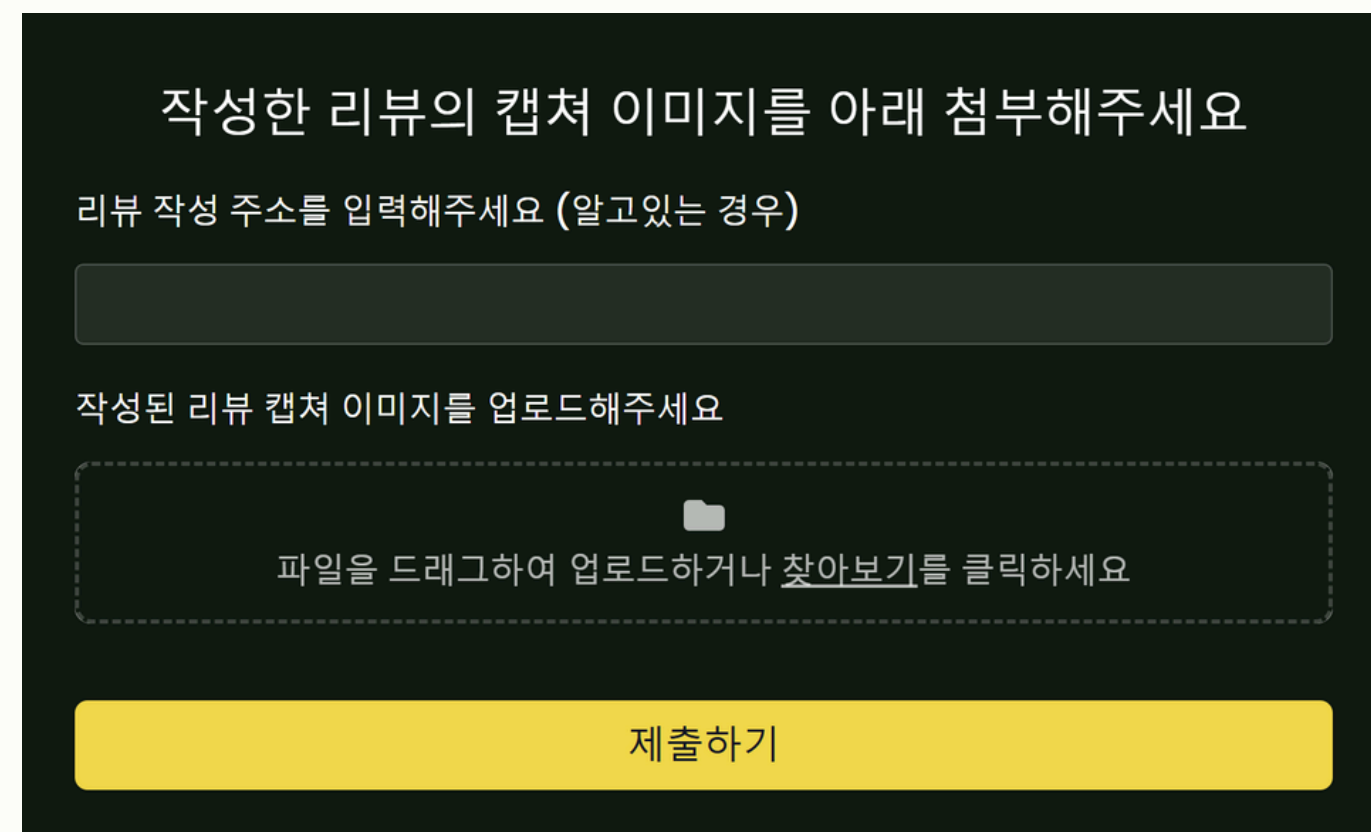 작성한 리뷰의 캡쳐 이미지를 아래 첨부해주세요
리뷰 작성 주소를 입력해주세요 (알고있는 경우)
작성된 리뷰 캡쳐 이미지를 업로드해주세요
파일을 드래그하여 업로드하거나 찾아보기를 클릭하세요
제출하기